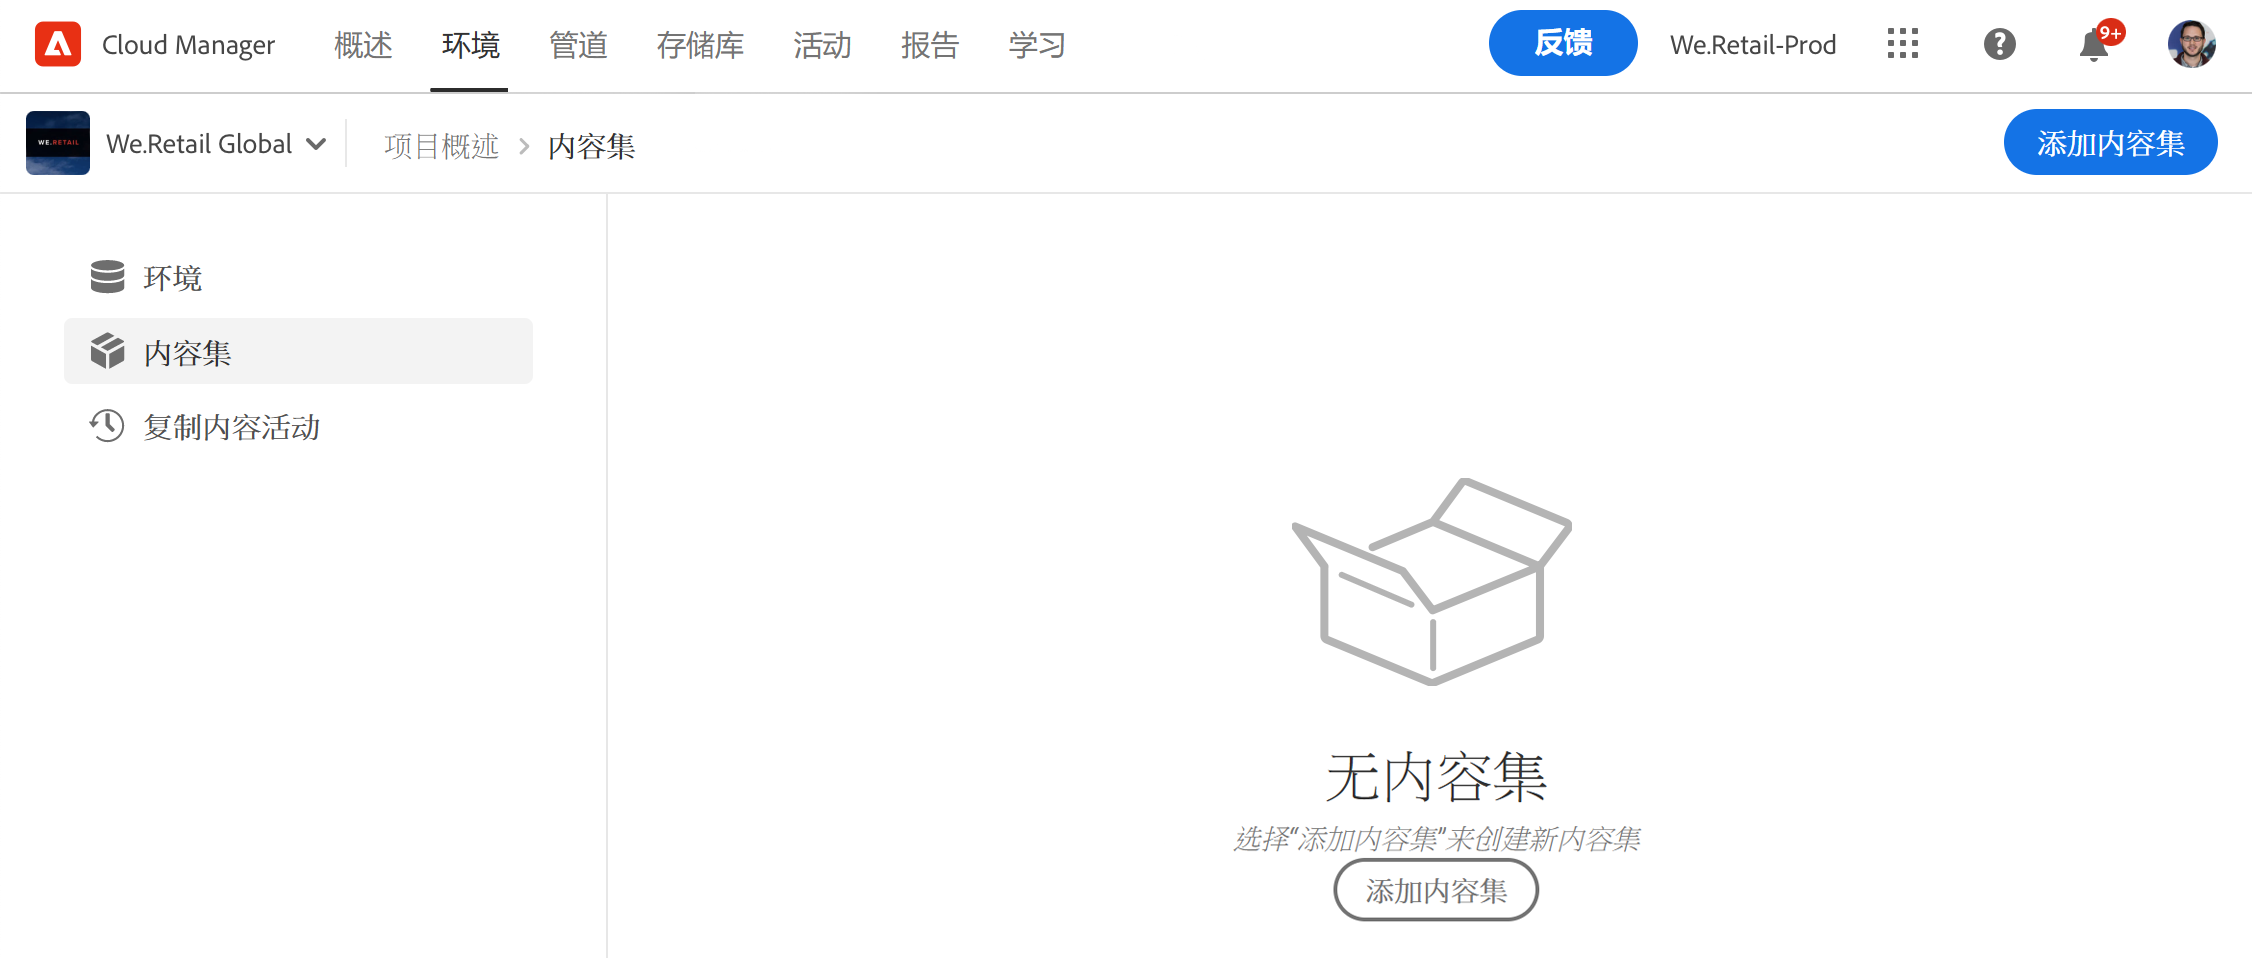 Cloud Manager 概述 环境 管道 存储库 活动 报告 学习 反馈 We.Retail-Prod 9+
WE.RETAIL We.Retail Global 项目概述 内容集 添加内容集
环境
内容集
复制内容活动
无内容集
选择“添加内容集”来创建新内容集
添加内容集